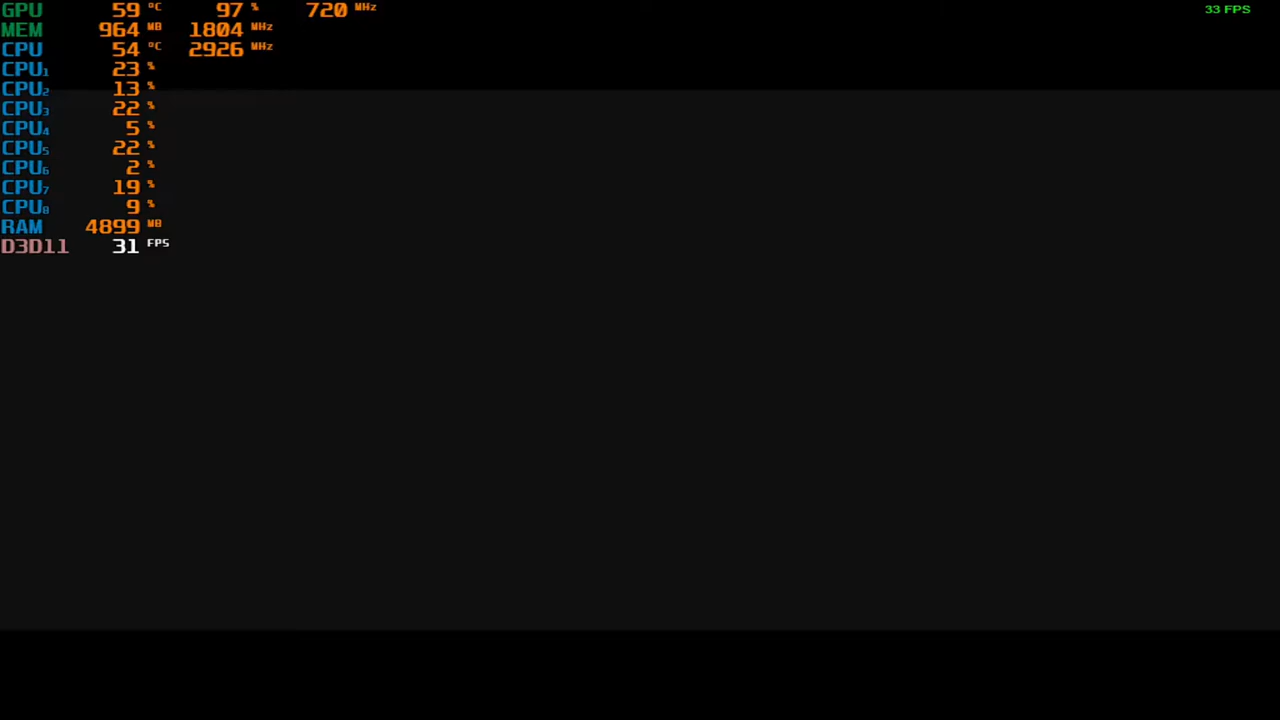 GPU 59 °C 97 % 720 MHz 33 FPS
MEM 964 MB 1804 MHz
CPU 54 °C 2926 MHz
CPU1 23 %
CPU2 13 %
CPU3 22 %
CPU4 5 %
CPU5 22 %
CPU6 2 %
CPU7 19 %
CPU8 9 %
RAM 4899 MB
D3D11 31 FPS